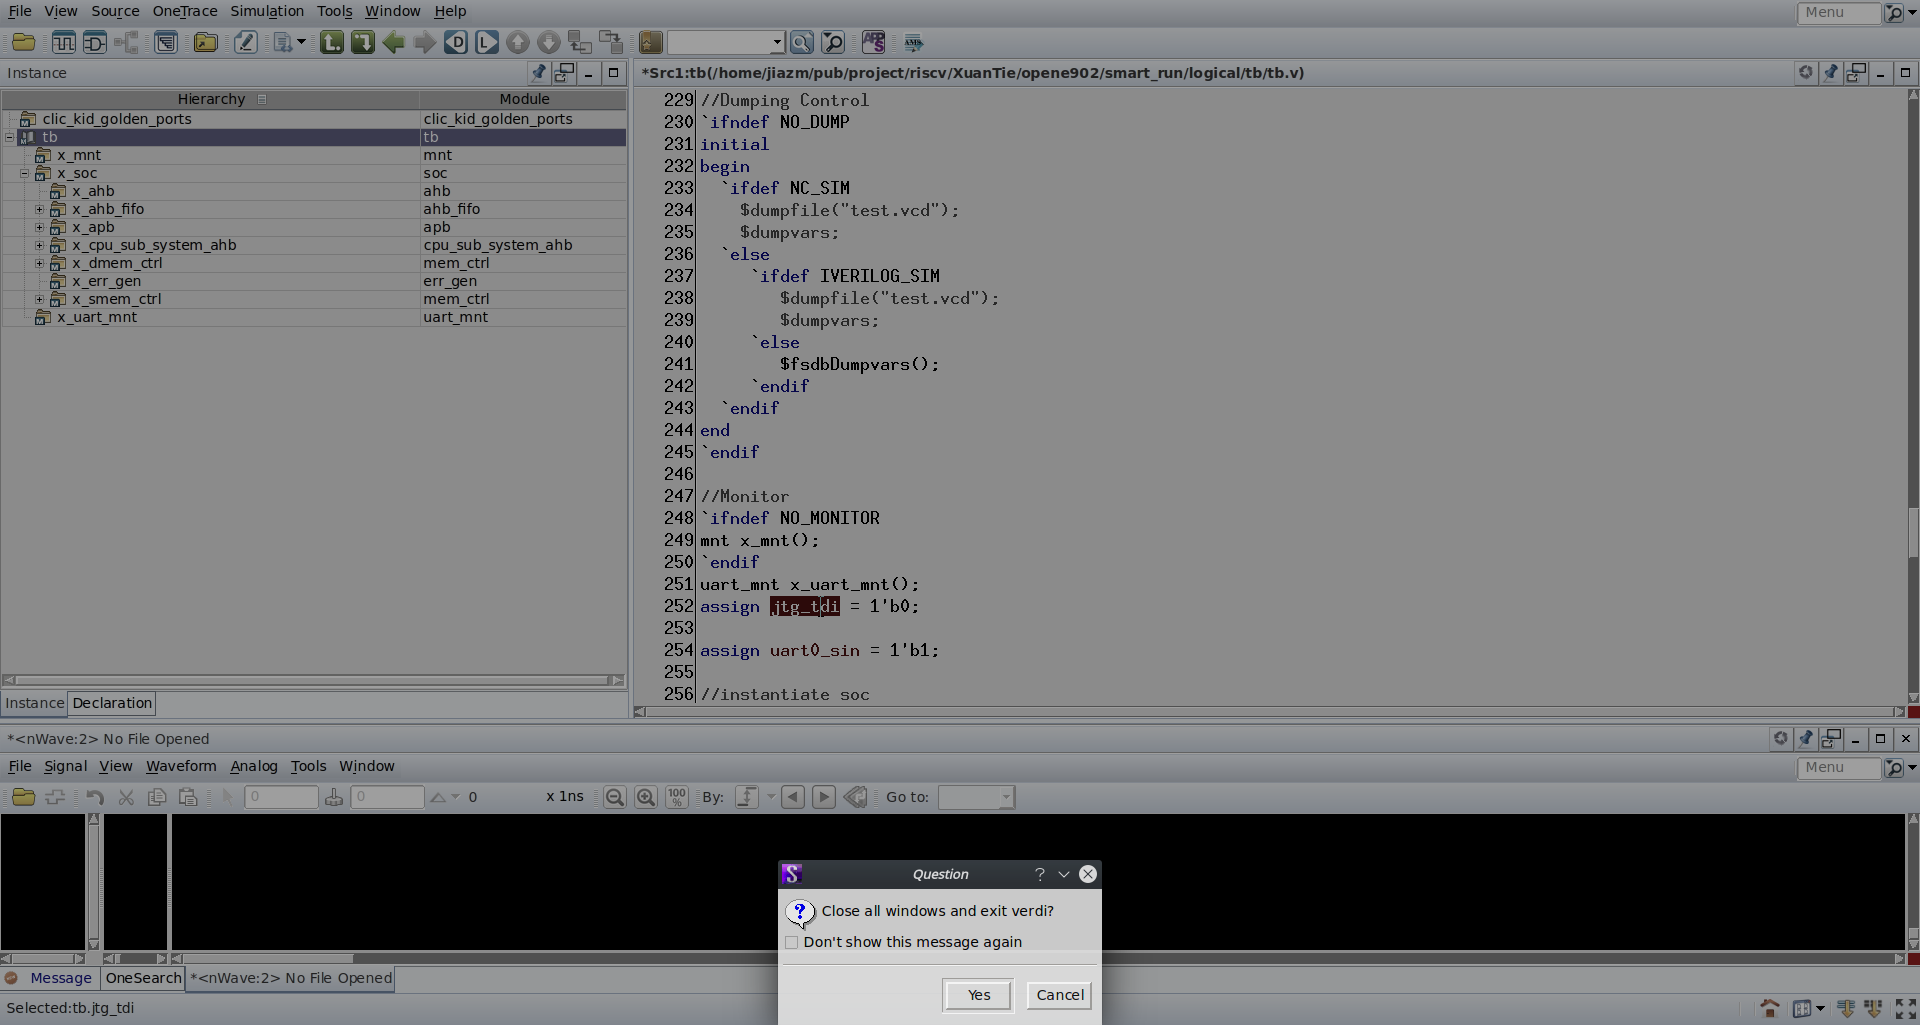 File View Source OneTrace Simulation Tools Window Help Menu
Instance
*Src1:tb(/home/jiazm/pub/project/riscv/XuanTie/opene902/smart_run/logical/tb/tb.v)
Hierarchy Module
clic_kid_golden_ports clic_kid_golden_ports
tb tb
x_mnt mnt
x_soc soc
x_ahb ahb
x_ahb_fifo ahb_fifo
x_apb apb
x_cpu_sub_system_ahb cpu_sub_system_ahb
x_dmem_ctrl mem_ctrl
x_err_gen err_gen
x_smem_ctrl mem_ctrl
x_uart_mnt uart_mnt
Instance Declaration
229 //Dumping Control
230 `ifndef NO_DUMP
231 initial
232 begin
233 `ifdef NC_SIM
234 $dumpfile("test.vcd");
235 $dumpvars;
236 `else
237 `ifdef IVERILOG_SIM
238 $dumpfile("test.vcd");
239 $dumpvars;
240 `else
241 $fsdbDumpvars();
242 `endif
243 `endif
244 end
245 `endif
246
247 //Monitor
248 `ifndef NO_MONITOR
249 mnt x_mnt();
250 `endif
251 uart_mnt x_uart_mnt();
252 assign jtg_tdi = 1'b0;
253
254 assign uart0_sin = 1'b1;
255
256 //instantiate soc
*<nWave:2> No File Opened
File Signal View Waveform Analog Tools Window Menu
0 0 0 x 1ns 100% By: Go to:
Question
Close all windows and exit verdi?
Don't show this message again
Yes Cancel
Message OneSearch *<nWave:2> No File Opened
Selected:tb.jtg_tdi